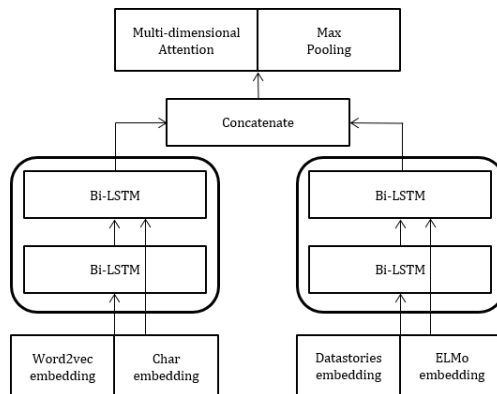 Multi-dimensional
Attention
Max
Pooling
Concatenate
Bi-LSTM
Bi-LSTM
Bi-LSTM
Bi-LSTM
Word2vec
embedding
Char
embedding
Datastories
embedding
ELMo
embedding